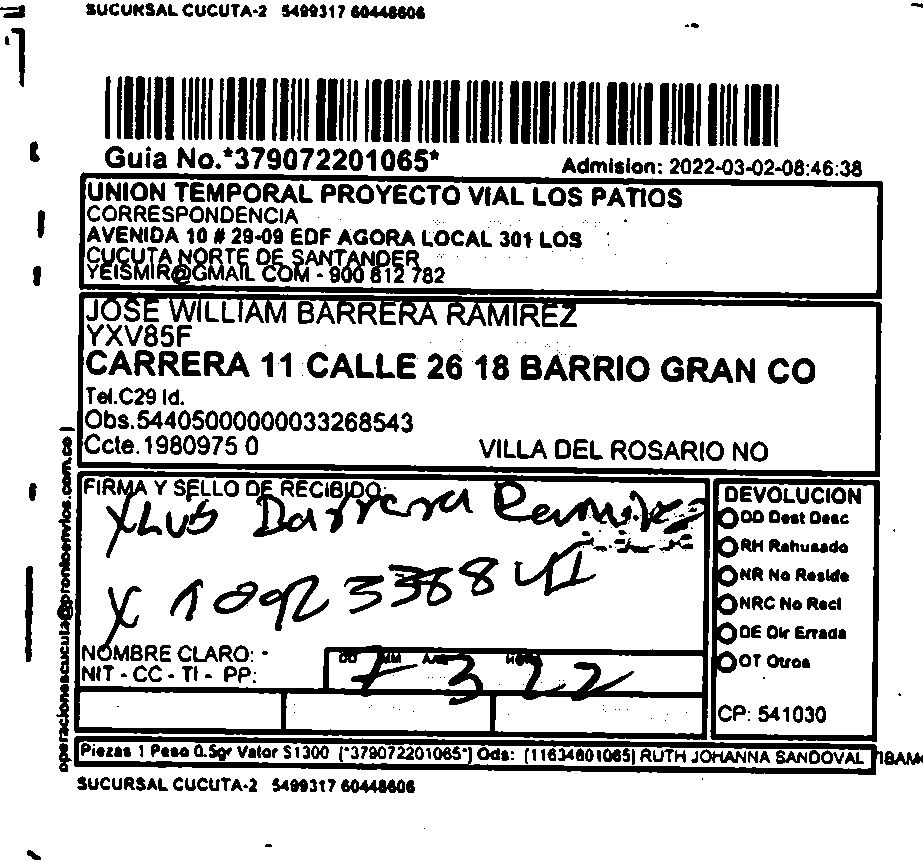 SUCURSAL CUCUTA-2 5499317 60448606
Guia No.*379072201065*
Admision: 2022-03-02-08:46:38
UNION TEMPORAL PROYECTO VIAL LOS PATIOS
CORRESPONDENCIA
AVENIDA 10 # 29-09 EDF AGORA LOCAL 301 LOS
CUCUTA NORTE DE SANTANDER
YEISMIR@GMAIL COM - 900 812 782
JOSE WILLIAM BARRERA RAMIREZ
YXV85F
CARRERA 11 CALLE 26 18 BARRIO GRAN CO
Tel.C29 Id.
Obs.544050000000033268543
Ccte.1980975 0
VILLA DEL ROSARIO NO
operacionescucuta@prontoenvios.com.co |
FIRMA Y SELLO DE RECIBIDO:
Barrera Ramirez
NOMBRE CLARO: -
NIT - CC - TI - PP:
DD MM AAA HORA
7 3 22
DEVOLUCION
DD Dest Desc
RH Rehusado
NR No Reside
NRC No Recl
DE Dir Errada
OT Otros
CP: 541030
Piezas 1 Peso 0.5gr Valor $1300 (*379072201065*) Ods: [11634801065] RUTH JOHANNA SANDOVAL
SUCURSAL CUCUTA-2 5499317 60448606